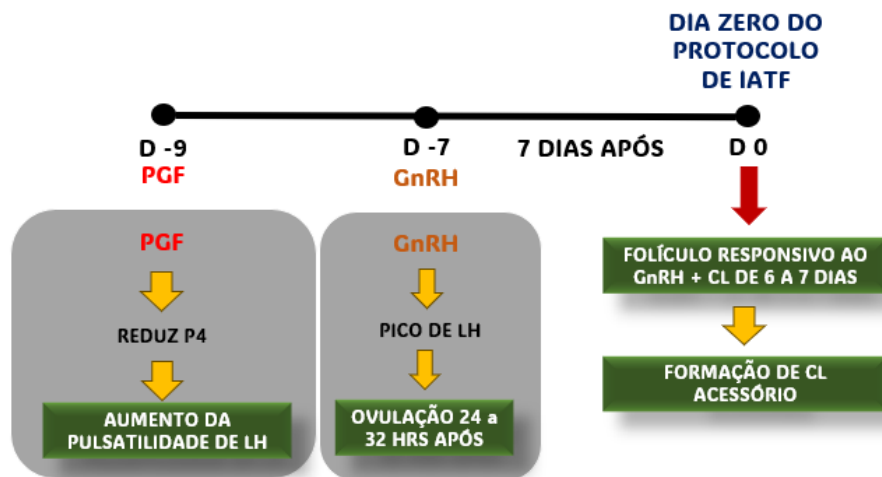 DIA ZERO DO
PROTOCOLO
DE IATF
D -9
D -7
7 DIAS APÓS
D 0
PGF
GnRH
PGF
REDUZ P4
AUMENTO DA
PULSATILIDADE DE LH
GnRH
PICO DE LH
OVULAÇÃO 24 a
32 HRS APÓS
FOLÍCULO RESPONSIVO AO
GnRH + CL DE 6 A 7 DIAS
FORMAÇÃO DE CL
ACESSÓRIO